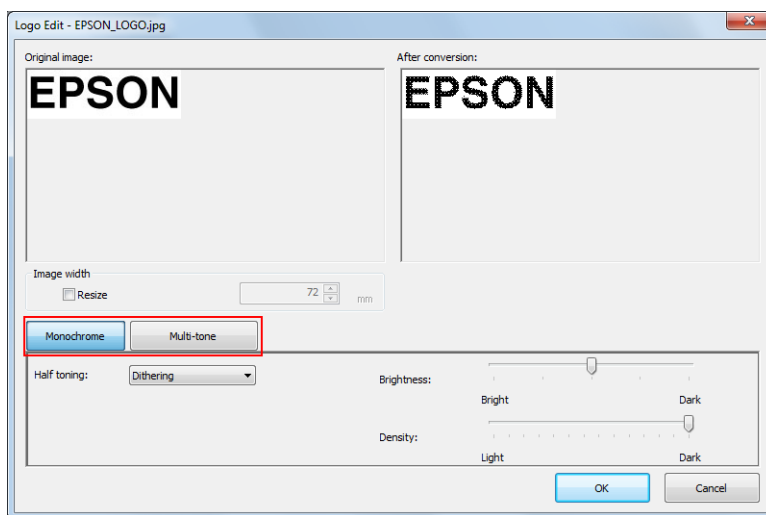 Logo Edit - EPSON_LOGO.jpg
Original image:
After conversion:
EPSON
EPSON
Image width
Resize
72
mm
Monochrome
Multi-tone
Half toning:
Dithering
Brightness:
Bright
Dark
Density:
Light
Dark
OK
Cancel